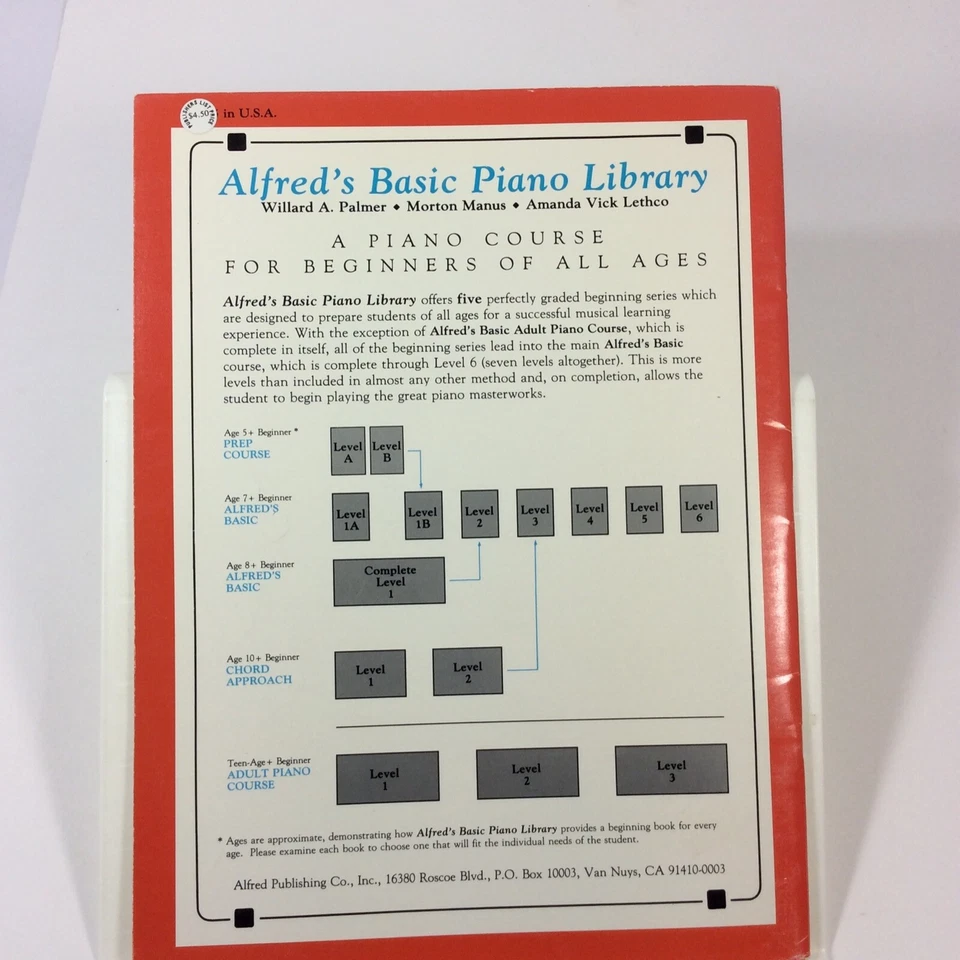 PUBLISHERS LIST PRICE
$4.50
in U.S.A.
Alfred's Basic Piano Library
Willard A. Palmer ◆ Morton Manus ◆ Amanda Vick Lethco
A PIANO COURSE
FOR BEGINNERS OF ALL AGES
Alfred's Basic Piano Library offers five perfectly graded beginning series which
are designed to prepare students of all ages for a successful musical learning
experience. With the exception of Alfred's Basic Adult Piano Course, which is
complete in itself, all of the beginning series lead into the main Alfred's Basic
course, which is complete through Level 6 (seven levels altogether). This is more
levels than included in almost any other method and, on completion, allows the
student to begin playing the great piano masterworks.
Age 5+ Beginner *
PREP
COURSE
Level
A
Level
B
Age 7+ Beginner
ALFRED'S
BASIC
Level
1A
Level
1B
Level
2
Level
3
Level
4
Level
5
Level
6
Age 8+ Beginner
ALFRED'S
BASIC
Complete
Level
1
Age 10+ Beginner
CHORD
APPROACH
Level
1
Level
2
Teen-Age+ Beginner
ADULT PIANO
COURSE
Level
1
Level
2
Level
3
* Ages are approximate, demonstrating how Alfred's Basic Piano Library provides a beginning book for every
age. Please examine each book to choose one that will fit the individual needs of the student.
Alfred Publishing Co., Inc., 16380 Roscoe Blvd., P.O. Box 10003, Van Nuys, CA 91410-0003